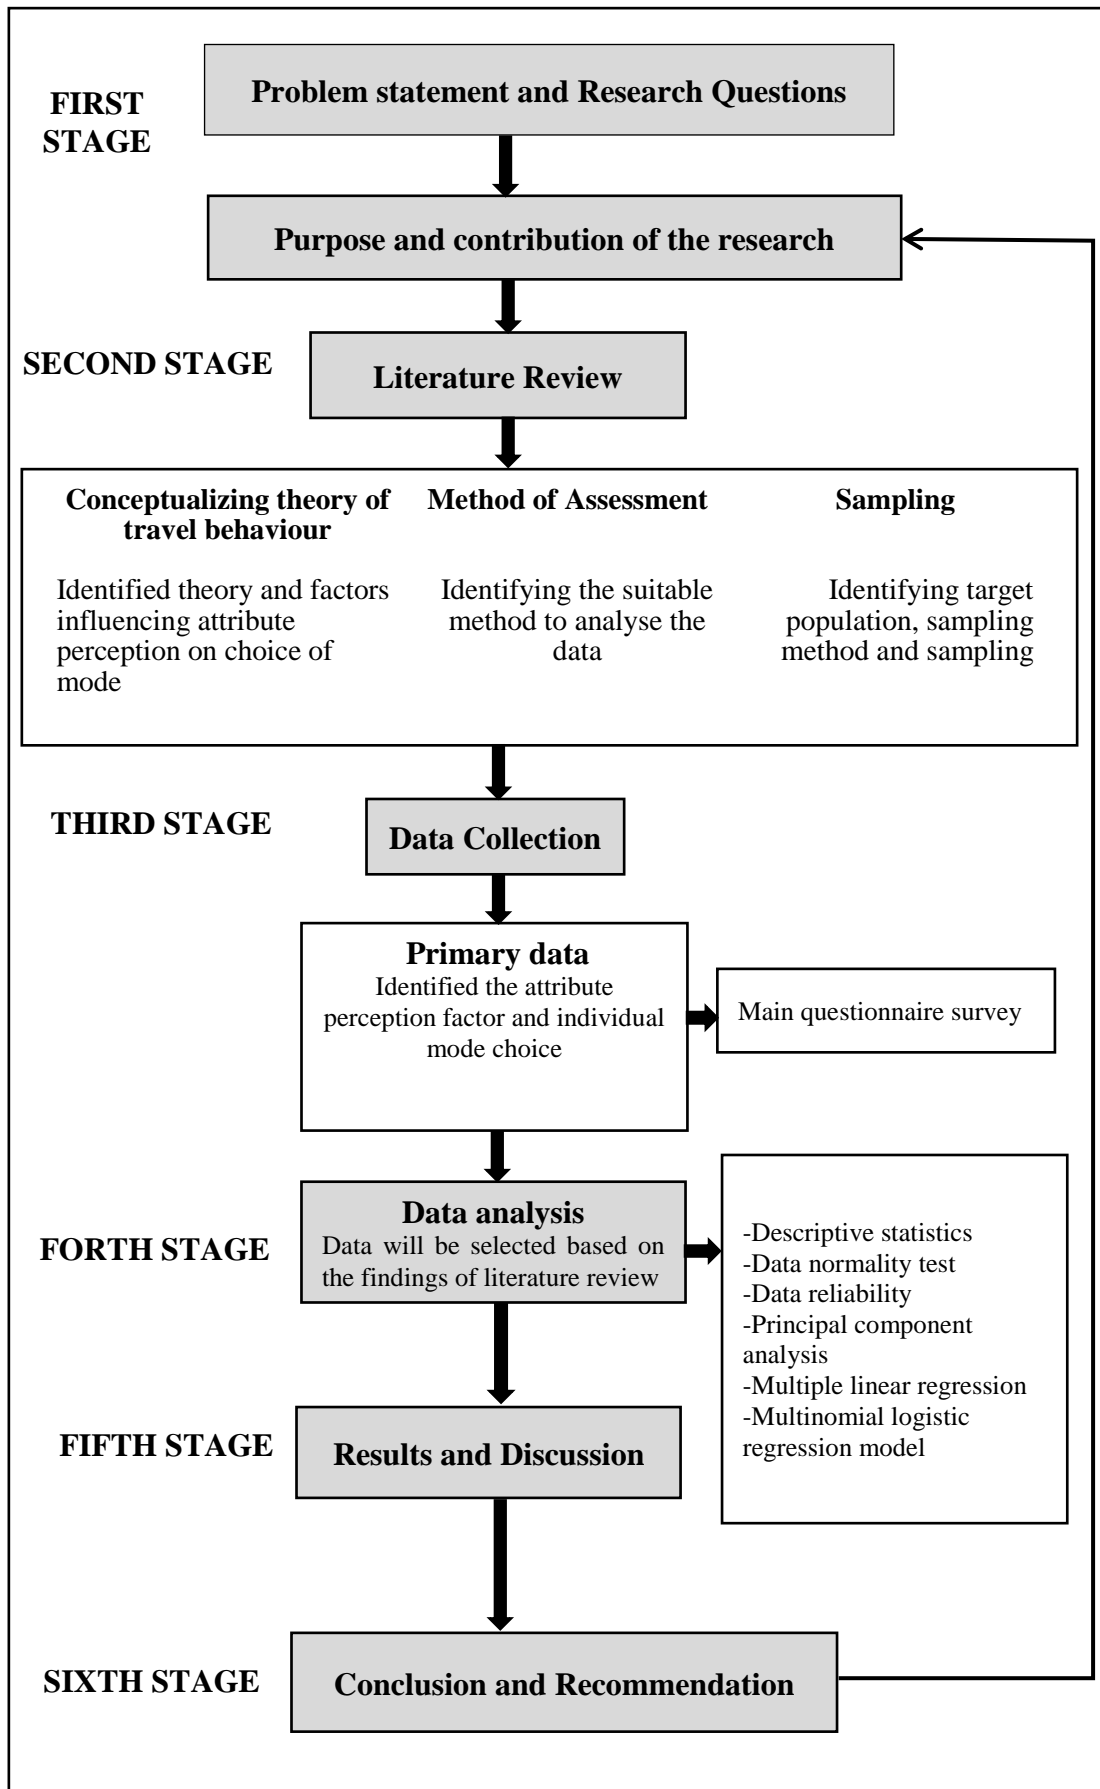 FIRST
STAGE
Problem statement and Research Questions
Purpose and contribution of the research
SECOND STAGE
Literature Review
Conceptualizing theory of
travel behaviour
Identified theory and factors
influencing attribute
perception on choice of
mode
Method of Assessment
Identifying the suitable
method to analyse the
data
Sampling
Identifying target
population, sampling
method and sampling
THIRD STAGE
Data Collection
Primary data
Identified the attribute
perception factor and individual
mode choice
Main questionnaire survey
FORTH STAGE
Data analysis
Data will be selected based on
the findings of literature review
-Descriptive statistics
-Data normality test
-Data reliability
-Principal component
analysis
-Multiple linear regression
-Multinomial logistic
regression model
FIFTH STAGE
Results and Discussion
SIXTH STAGE
Conclusion and Recommendation